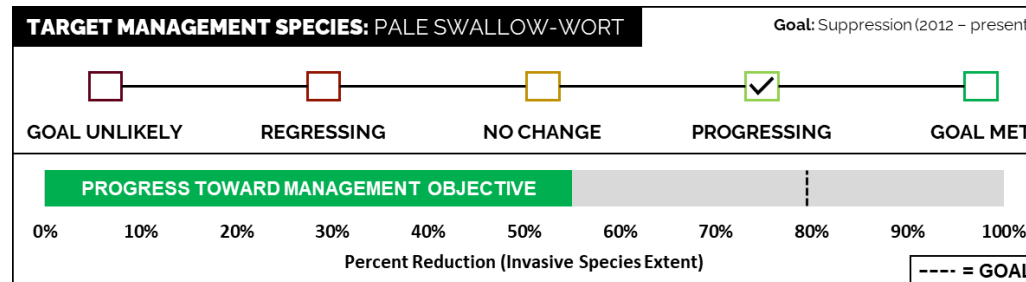 TARGET MANAGEMENT SPECIES: PALE SWALLOW-WORT
Goal: Suppression (2012 – present
GOAL UNLIKELY REGRESSING NO CHANGE PROGRESSING GOAL MET
PROGRESS TOWARD MANAGEMENT OBJECTIVE
0% 10% 20% 30% 40% 50% 60% 70% 80% 90% 100%
Percent Reduction (Invasive Species Extent)
---- = GOAL